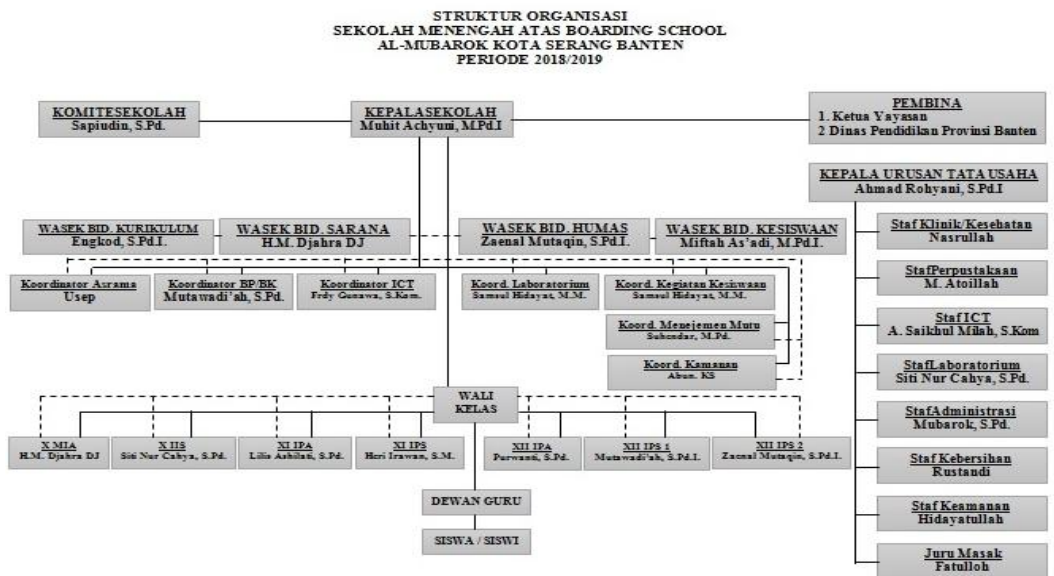 STRUKTUR ORGANISASI
SEKOLAH MENENGAH ATAS BOARDING SCHOOL
AL-MUBAROK KOTA SERANG BANTEN
PERIODE 2018/2019
KOMITESEKOLAH
Sapiudin, S.Pd.
KEPALASEKOLAH
Muhit Achyuni, M.Pd.I
PEMBINA
1. Ketua Yayasan
2 Dinas Pendidikan Provinsi Banten
KEPALA URUSAN TATA USAHA
Ahmad Rohyani, S.Pd.I
WASEK BID. KURIKULUM
Engkod, S.Pd.I.
WASEK BID. SARANA
H.M. Djahra DJ
WASEK BID. HUMAS
Zaenal Mutaqin, S.Pd.I.
WASEK BID. KESISWAAN
Miftah As'adi, M.Pd.I.
Koordinator Asrama
Usep
Koordinator BP/BK
Mutawadi'ah, S.Pd.
Koordinator ICT
Frdy Gunawa, S.Kom.
Koord. Laboratorium
Samsul Hidayat, M.M.
Koord. Kegiatan Kesiswaan
Samsul Hidayat, M.M.
Koord. Menejemen Mutu
Suhendar, M.Pd.
Koord. Kamanan
Abun. KS
WALI
KELAS
X MIA
H.M. Djahra DJ
X IIS
Siti Nur Cahya, S.Pd.
XI IPA
Lilis Ashilati, S.Pd.
XI IPS
Heri Irawan, S.M.
XII IPA
Purwanti, S.Pd.
XII IPS 1
Mutawadi'ah, S.Pd.I.
XII IPS 2
Zaenal Mutaqin, S.Pd.I.
DEWAN GURU
SISWA / SISWI
Staf Klinik/Kesehatan
Nasrullah
StafPerpustakaan
M. Atoillah
Staf ICT
A. Saikhul Milah, S.Kom
StafLaboratorium
Siti Nur Cahya, S.Pd.
StafAdministrasi
Mubarok, S.Pd.
Staf Kebersihan
Rustandi
Staf Keamanan
Hidayatullah
Juru Masak
Fatulloh